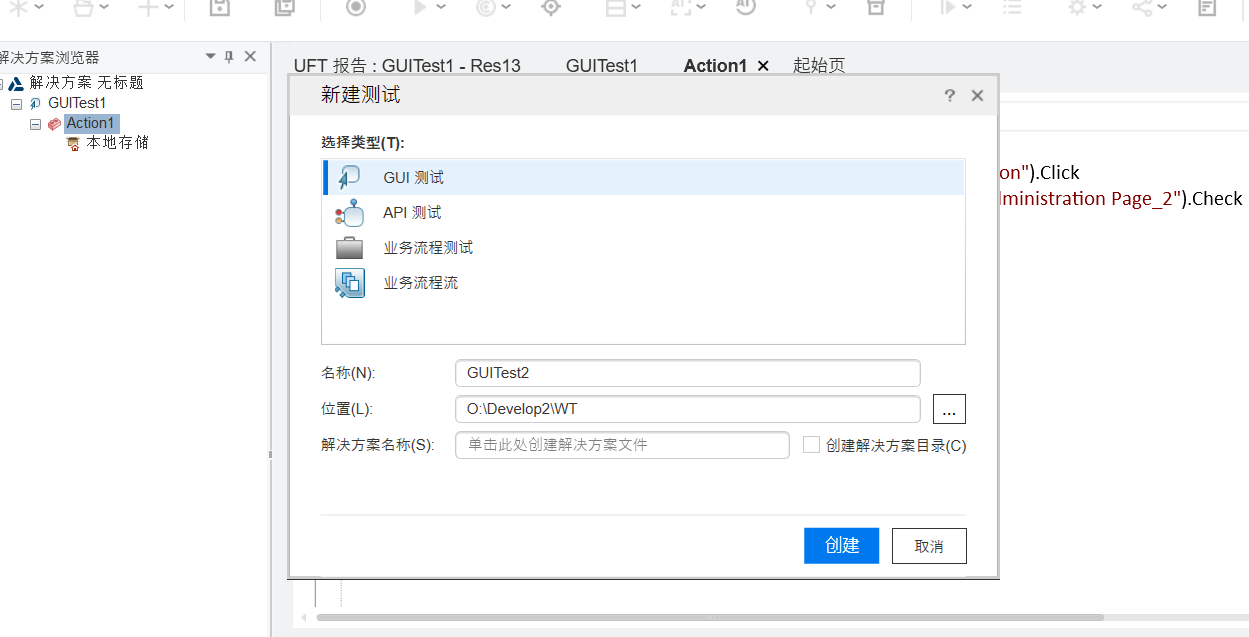 解决方案浏览器
解决方案 无标题
GUITest1
Action1
本地存储
UFT 报告 : GUITest1 - Res13
GUITest1
Action1
起始页
新建测试
?
选择类型(T):
GUI 测试
API 测试
业务流程测试
业务流程流
名称(N):
GUITest2
位置(L):
O:\Develop2\WT
...
解决方案名称(S):
单击此处创建解决方案文件
创建解决方案目录(C)
创建
取消
on").Click
ministration Page_2").Check